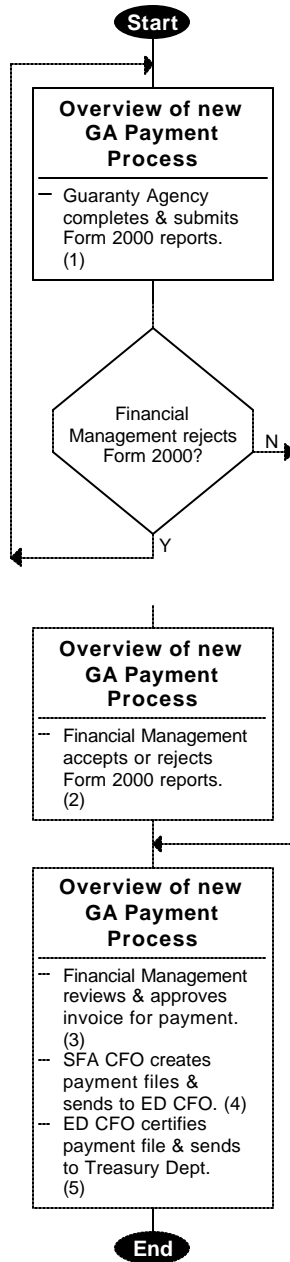 Start
Overview of new
GA Payment
Process
– Guaranty Agency
completes & submits
Form 2000 reports.
(1)
Financial
Management rejects
Form 2000?
N
Y
Overview of new
GA Payment
Process
-- Financial Management
accepts or rejects
Form 2000 reports.
(2)
Overview of new
GA Payment
Process
-- Financial Management
reviews & approves
invoice for payment.
(3)
-- SFA CFO creates
payment files &
sends to ED CFO. (4)
-- ED CFO certifies
payment file & sends
to Treasury Dept.
(5)
End